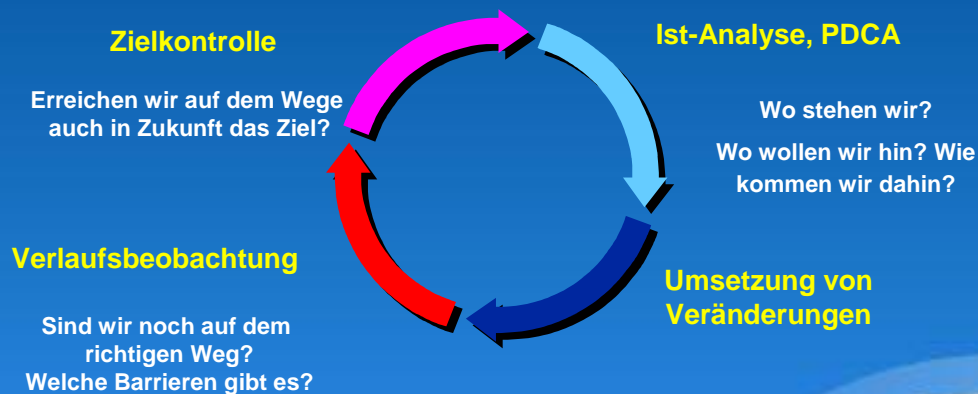 Zielkontrolle
Erreichen wir auf dem Wege
auch in Zukunft das Ziel?
Ist-Analyse, PDCA
Wo stehen wir?
Wo wollen wir hin? Wie
kommen wir dahin?
Verlaufsbeobachtung
Sind wir noch auf dem
richtigen Weg?
Welche Barrieren gibt es?
Umsetzung von
Veränderungen